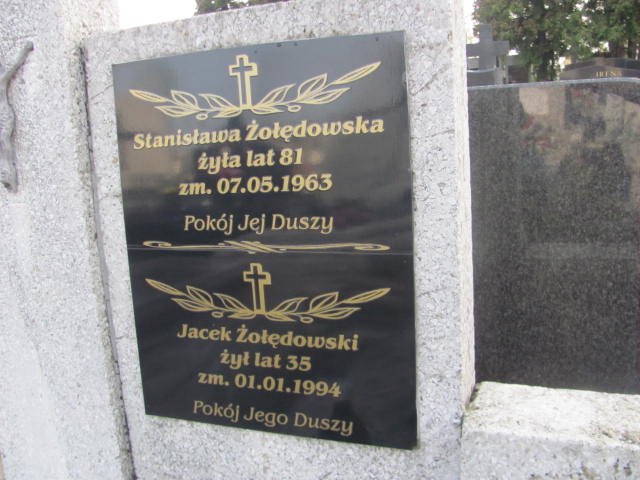 Stanisława Żołędowska
żyła lat 81
zm. 07.05.1963
Pokój Jej Duszy
Jacek Żołędowski
żył lat 35
zm. 01.01.1994
Pokój Jego Duszy
IRENA